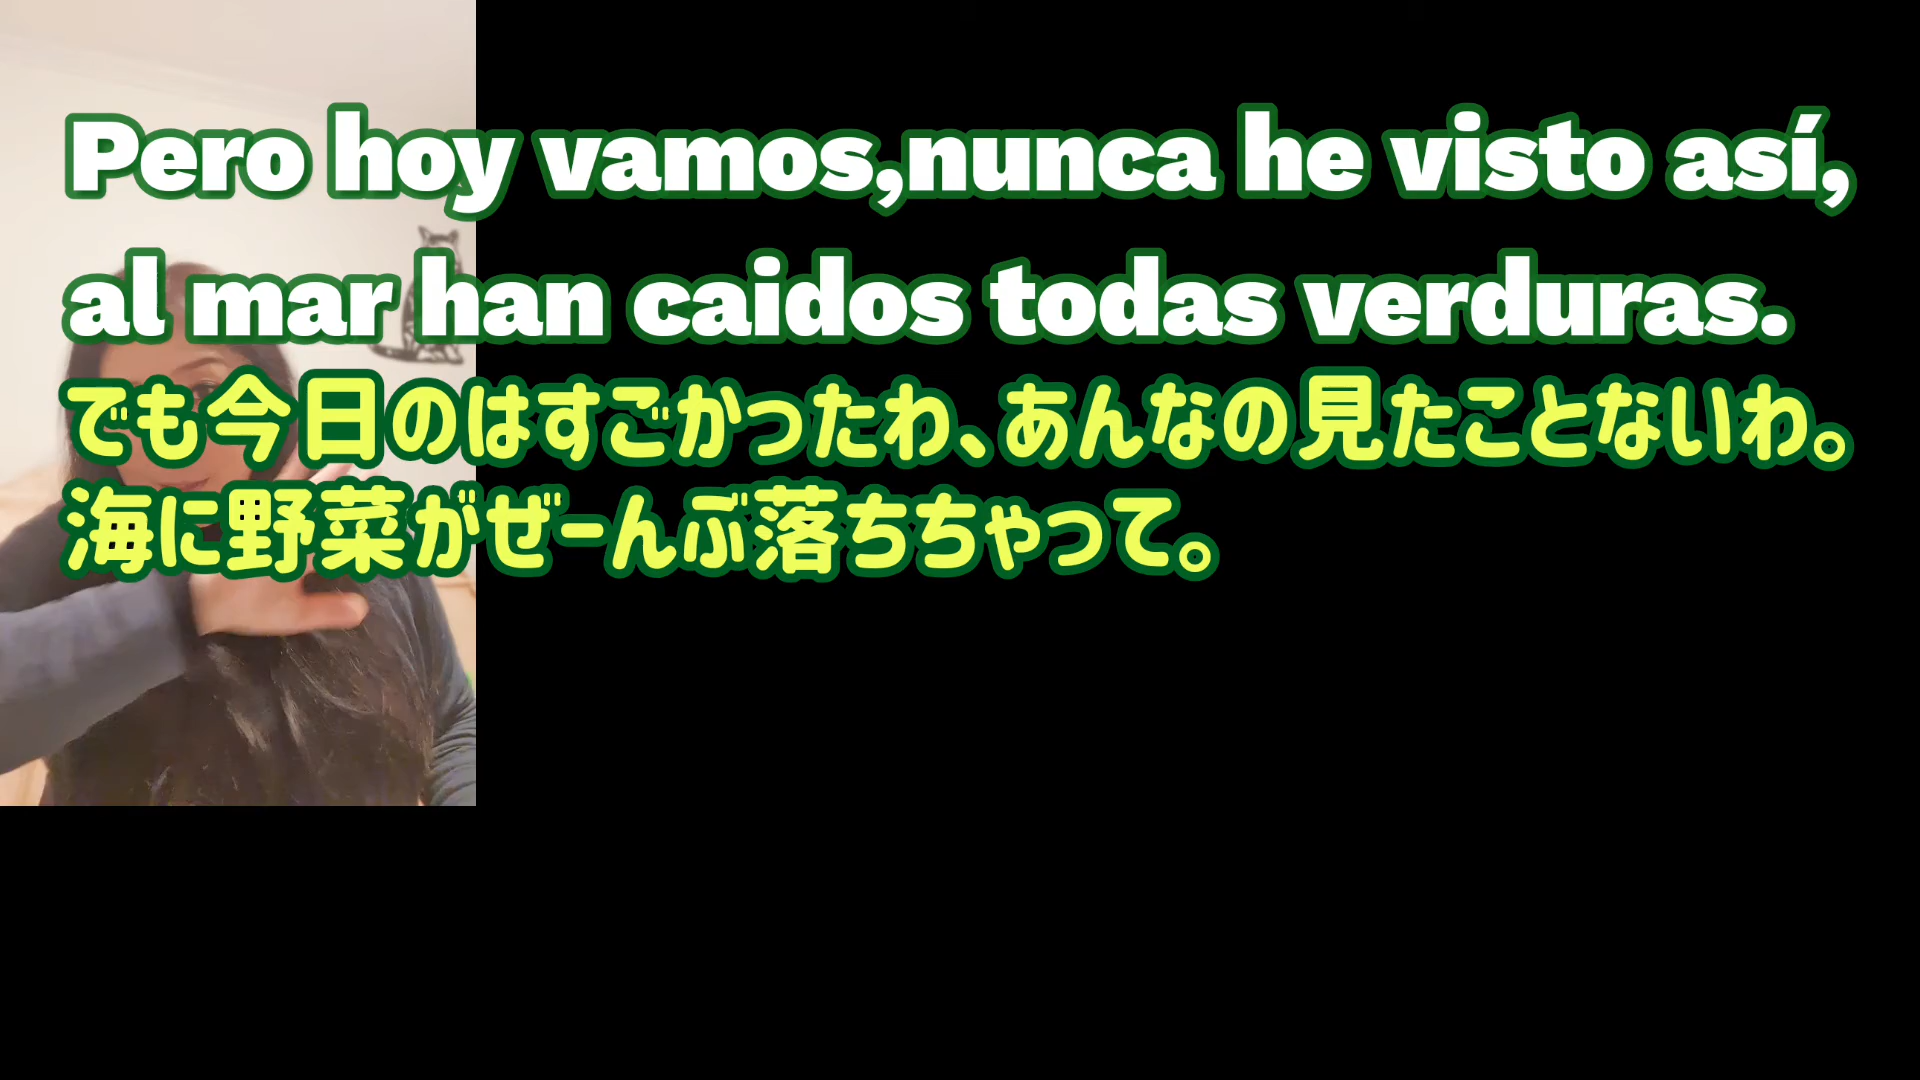 Pero hoy vamos,nunca he visto así,
al mar han caidos todas verduras.
でも今日のはすごかったわ、あんなの見たことないわ。
海に野菜がぜーんぶ落ちちゃって。